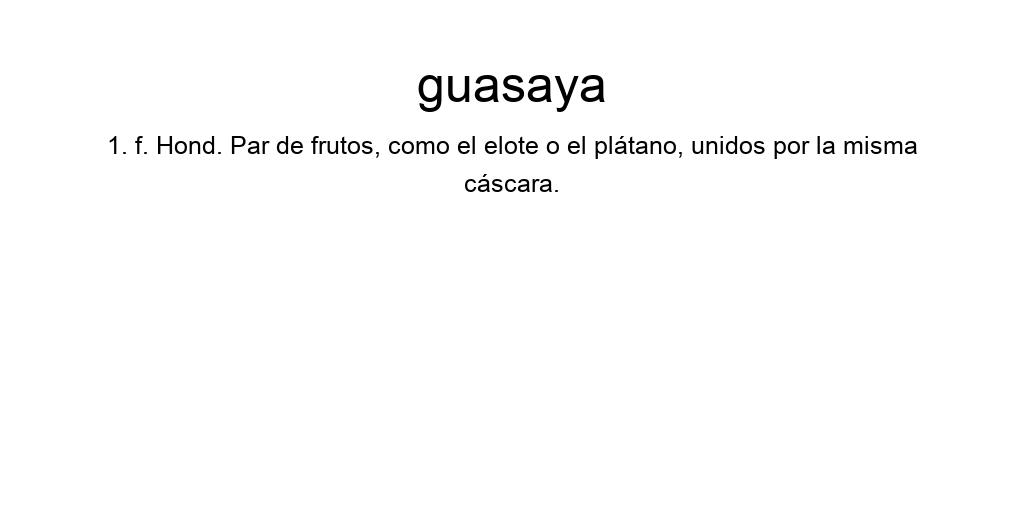 guasaya
1. f. Hond. Par de frutos, como el elote o el plátano, unidos por la misma
cáscara.